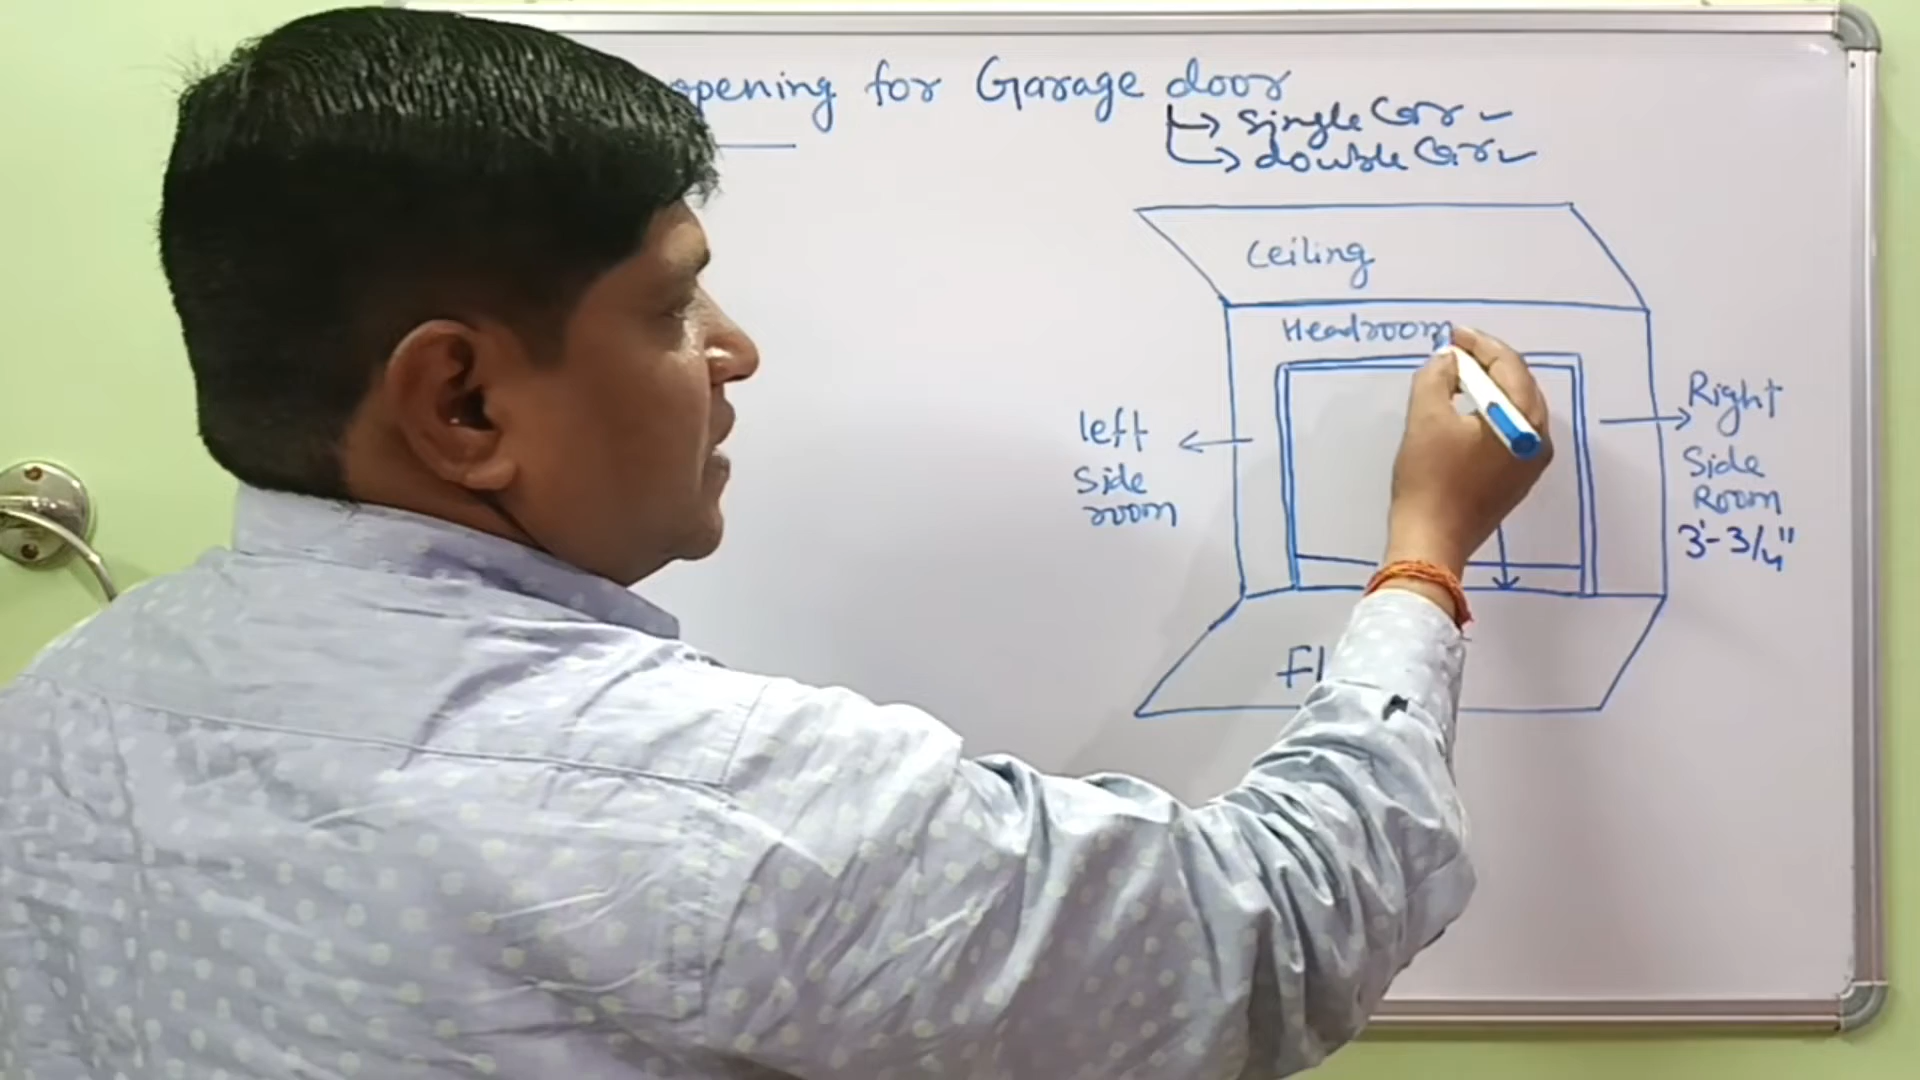 opening for Garage door
→ Single Car
→ double Car
Ceiling
Headroom
left
Side
room
Right
Side
Room
3'-3/4"
Fl